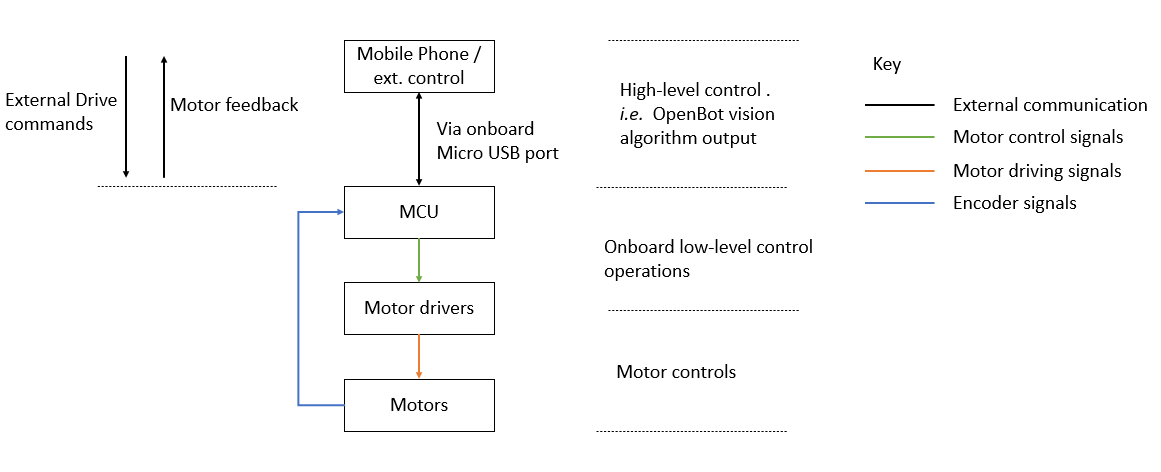 External Drive
commands
Motor feedback
Mobile Phone /
ext. control
Via onboard
Micro USB port
MCU
Motor drivers
Motors
High-level control .
i.e. OpenBot vision
algorithm output
Onboard low-level control
operations
Motor controls
Key
External communication
Motor control signals
Motor driving signals
Encoder signals